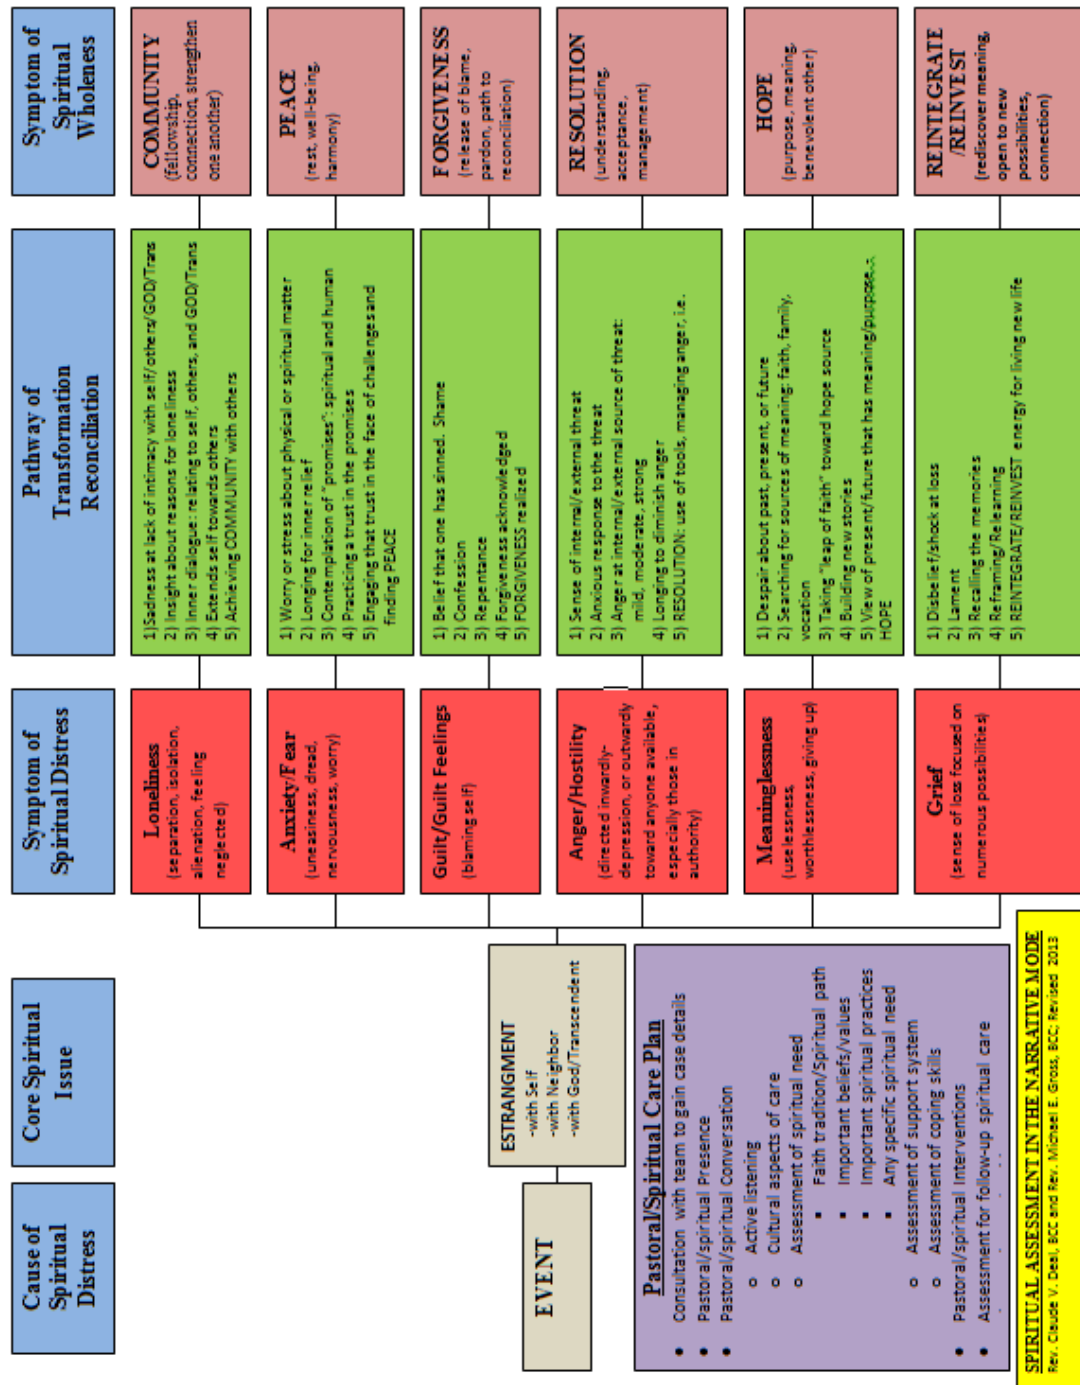 Cause of
Spiritual
Distress
Core Spiritual
Issue
Symptom of
Spiritual Distress
Pathway of
Transformation
Reconciliation
Symptom of
Spiritual
Wholeness
EVENT
ESTRANGMENT
-with Self
-with Neighbor
-with God/Transcendent
Loneliness
(separation, isolation,
alienation, feeling
neglected)
1)Sadness at lack of intimacy with self/others/GOD/Trans
2) Insight about reasons for loneliness
3) Inner dialogue: relating to self, others, and GOD/Trans
4) Extends self towards others
5) Achieving COMMUNITY with others
COMMUNITY
(fellowship,
connection, strengthen
one another)
Anxiety/Fear
(uneasiness, dread,
nervousness, worry)
1) Worry or stress about physical or spiritual matter
2) Longing for inner relief
3) Contemplation of "promises": spiritual and human
4) Practicing a trust in the promises
5) Engaging that trust in the face of challenges and
finding PEACE
PEACE
(rest, well-being,
harmony)
Guilt/Guilt Feelings
(blaming self)
1) Belief that one has sinned. Shame
2) Confession
3) Repentance
4) Forgiveness acknowledged
5) FORGIVENESS realized
FORGIVENESS
(release of blame,
pardon, path to
reconciliation)
Anger/Hostility
(directed inwardly-
depression, or outwardly
toward anyone available,
especially those in
authority)
1) Sense of internal/external threat
2) Anxious response to the threat
3) Anger at internal/external source of threat:
mild, moderate, strong
4) Longing to diminish anger
5) RESOLUTION: use of tools, managing anger, i.e.
RESOLUTION
(understanding,
acceptance,
management)
Meaninglessness
(uselessness,
worthlessness, giving up)
1) Despair about past, present, or future
2) Searching for sources of meaning: faith, family,
vocation
3) Taking "leap of faith" toward hope source
4) Building new stories
5) View of present/future that has meaning/purpose...
HOPE
HOPE
(purpose, meaning,
benevolent other)
Grief
(sense of loss focused on
numerous possibilities)
1) Disbelief/shock at loss
2) Lament
3) Recalling the memories
4) Reframing/Relearning
5) REINTEGRATE/REINVEST energy for living new life
REINTEGRATE
/REINVEST
(rediscover meaning,
open to new
possibilities,
connection)
Pastoral/Spiritual Care Plan
● Consultation with team to gain case details
● Pastoral/spiritual Presence
● Pastoral/spiritual Conversation
o Active listening
o Cultural aspects of care
o Assessment of spiritual need
▪ Faith tradition/Spiritual path
▪ Important beliefs/values
▪ Important spiritual practices
▪ Any specific spiritual need
o Assessment of support system
o Assessment of coping skills
● Pastoral/spiritual Interventions
● Assessment for follow-up spiritual care
SPIRITUAL ASSESSMENT IN THE NARRATIVE MODE
Rev. Claude V. Deal, BCC and Rev. Michael E. Gross, BCC; Revised 2013